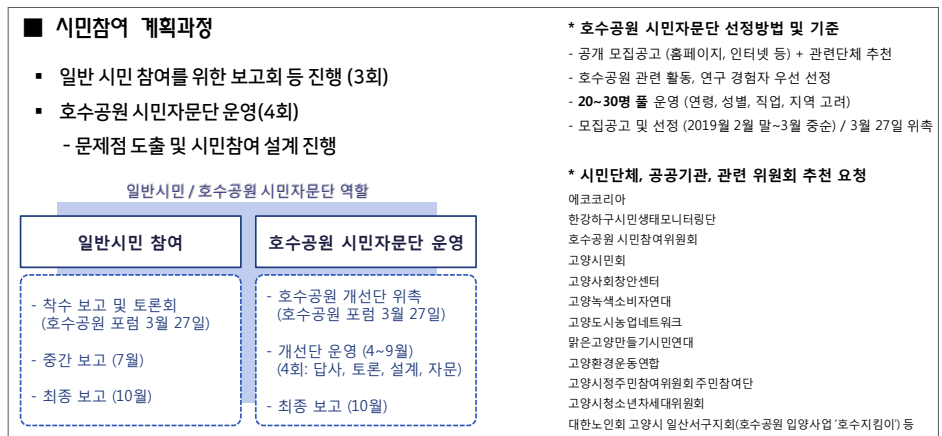 ■ 시민참여 계획과정
▪ 일반 시민 참여를 위한 보고회 등 진행 (3회)
▪ 호수공원 시민자문단 운영(4회)
- 문제점 도출 및 시민참여 설계 진행
일반시민 / 호수공원 시민자문단 역할
일반시민 참여
- 착수 보고 및 토론회
(호수공원 포럼 3월 27일)
- 중간 보고 (7월)
- 최종 보고 (10월)
호수공원 시민자문단 운영
- 호수공원 개선단 위촉
(호수공원 포럼 3월 27일)
- 개선단 운영 (4~9월)
(4회: 답사, 토론, 설계, 자문)
- 최종 보고 (10월)
* 호수공원 시민자문단 선정방법 및 기준
- 공개 모집공고 (홈페이지, 인터넷 등) + 관련단체 추천
- 호수공원 관련 활동, 연구 경험자 우선 선정
- 20~30명 풀 운영 (연령, 성별, 직업, 지역 고려)
- 모집공고 및 선정 (2019월 2월 말~3월 중순) / 3월 27일 위촉
* 시민단체, 공공기관, 관련 위원회 추천 요청
에코코리아
한강하구시민생태모니터링단
호수공원 시민참여위원회
고양시민회
고양사회창안센터
고양녹색소비자연대
고양도시농업네트워크
맑은고양만들기시민연대
고양환경운동연합
고양시정주민참여위원회 주민참여단
고양시청소년차세대위원회
대한노인회 고양시 일산서구지회(호수공원 입양사업 '호수지킴이') 등